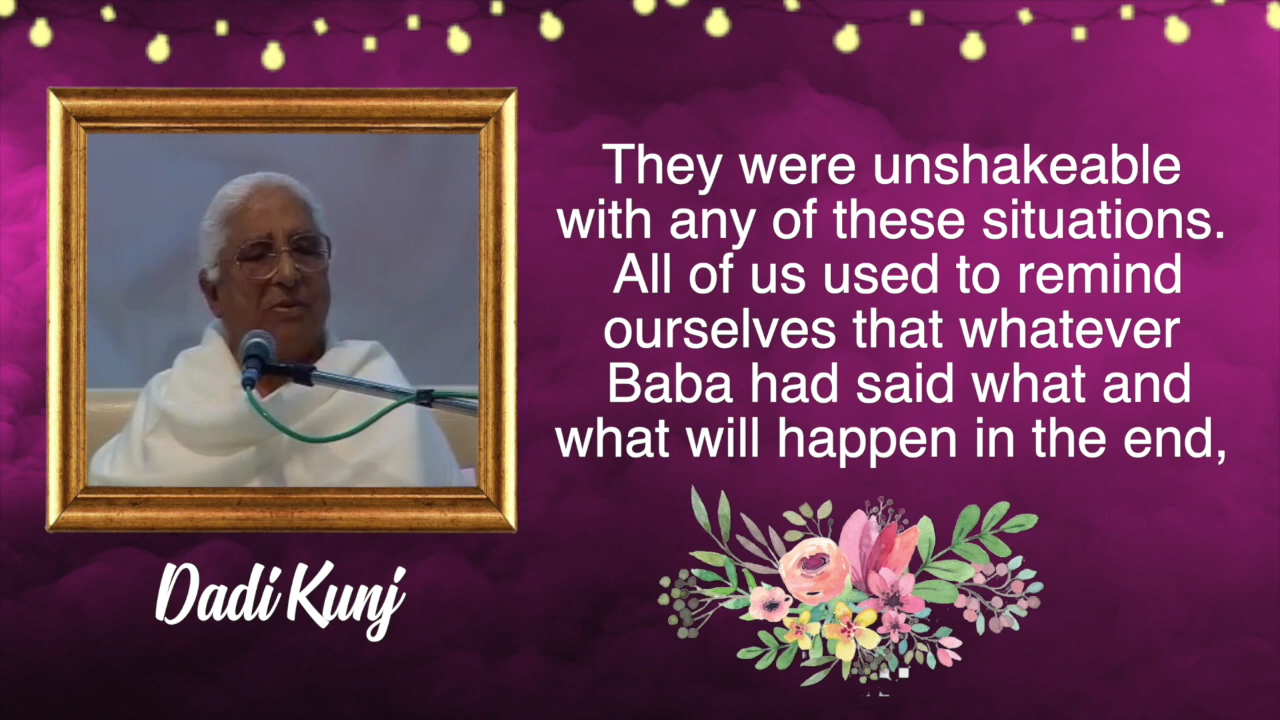 They were unshakeable
with any of these situations.
All of us used to remind
ourselves that whatever
Baba had said what and
what will happen in the end,
Dadi Kunj